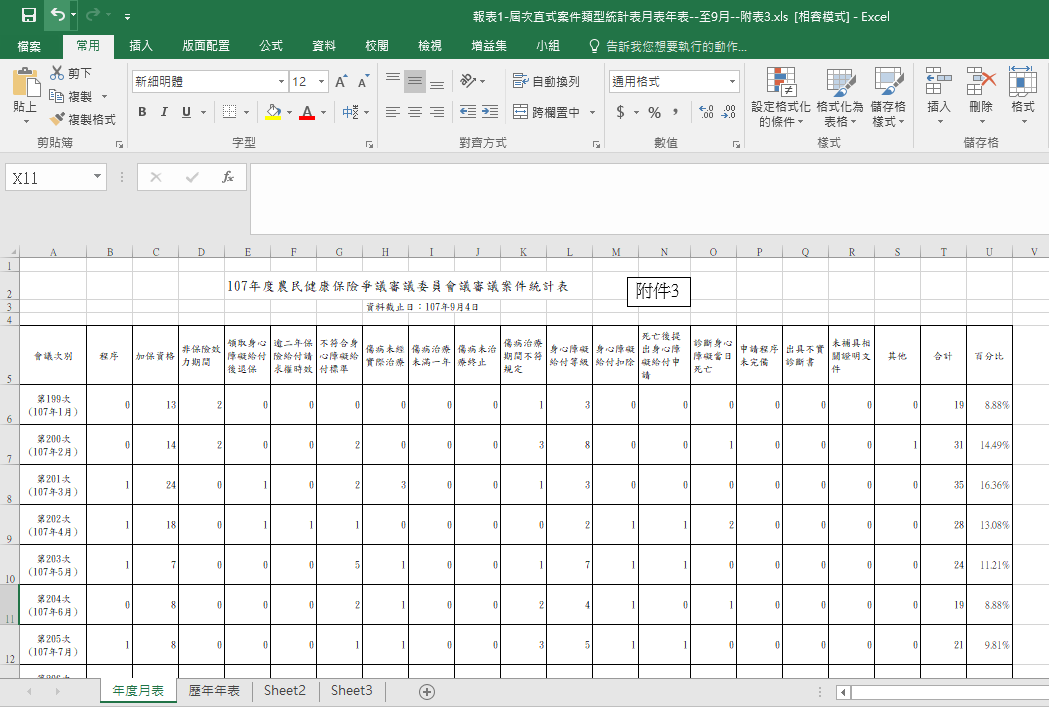 報表1-屆次直式案件類型統計表月表年表--至9月--附表3.xls [相容模式] - Excel
檔案 常用 插入 版面配置 公式 資料 校閱 檢視 增益集 小組 告訴我您想要執行的動作...
貼上 剪下 複製 複製格式 剪貼簿
新細明體 12 A A
B I U A 中 字型
自動換列 跨欄置中 對齊方式
通用格式 $ % , .00 數值
設定格式化的條件 格式化為表格 儲存格樣式 樣式
插入 刪除 格式 儲存格
X11 fx
A B C D E F G H I J K L M N O P Q R S T U V
1
2 107年度農民健康保險爭議審議委員會議審議案件統計表 附件3
3 資料截止日：107年9月4日
4
5 會議次別 程序 加保資格 非保險效力期間 領取身心障礙給付後退保 逾二年保險給付請求權時效 不符合身心障礙給付標準 傷病未經實際治療 傷病治療未滿一年 傷病未治療終止 傷病治療期間不符規定 身心障礙給付等級 身心障礙給付扣除 死亡後提出身心障礙給付申請 診斷身心障礙當日死亡 申請程序未完備 出具不實診斷書 未補具相關證明文件 其他 合計 百分比
6 第199次（107年1月） 0 13 2 0 0 0 0 0 0 1 3 0 0 0 0 0 0 0 19 8.88%
7 第200次（107年2月） 0 14 2 0 0 2 0 0 0 3 8 0 0 1 0 0 0 1 31 14.49%
8 第201次（107年3月） 1 24 0 1 0 2 3 0 0 1 3 0 0 0 0 0 0 0 35 16.36%
9 第202次（107年4月） 1 18 0 1 1 1 0 0 0 0 2 1 1 2 0 0 0 0 28 13.08%
10 第203次（107年5月） 1 7 0 0 0 5 1 0 0 1 7 1 1 0 0 0 0 0 24 11.21%
11 第204次（107年6月） 0 8 0 0 0 2 1 0 0 2 4 1 0 1 0 0 0 0 19 8.88%
12 第205次（107年7月） 1 8 0 0 0 1 1 0 0 3 5 1 1 0 0 0 0 0 21 9.81%
年度月表 歷年年表 Sheet2 Sheet3